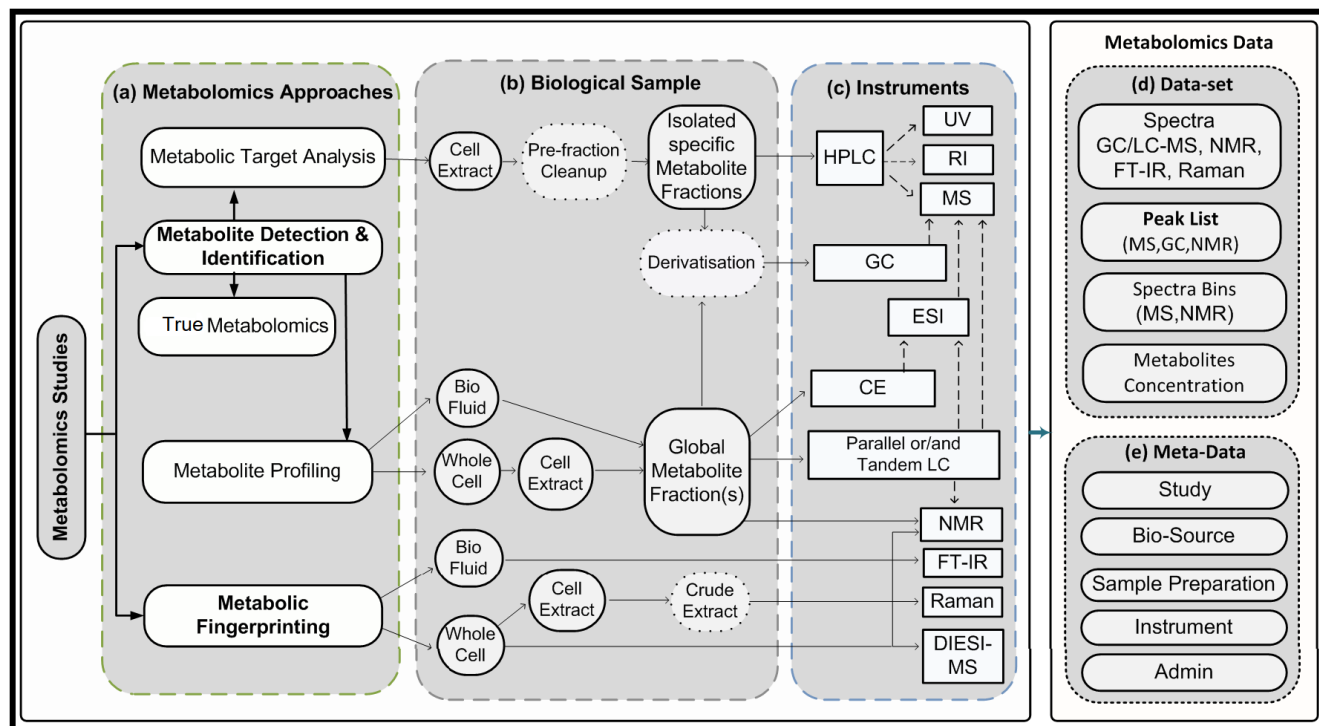 Metabolomics Studies
(a) Metabolomics Approaches
Metabolic Target Analysis
Metabolite Detection &
Identification
True Metabolomics
Metabolite Profiling
Metabolic
Fingerprinting
(b) Biological Sample
Cell
Extract
Pre-fraction
Cleanup
Isolated
specific
Metabolite
Fractions
Derivatisation
Bio
Fluid
Whole
Cell
Cell
Extract
Global
Metabolite
Fraction(s)
Bio
Fluid
Cell
Extract
Crude
Extract
Whole
Cell
(c) Instruments
HPLC
UV
RI
MS
GC
ESI
CE
Parallel or/and
Tandem LC
NMR
FT-IR
Raman
DIESI-
MS
Metabolomics Data
(d) Data-set
Spectra
GC/LC-MS, NMR,
FT-IR, Raman
Peak List
(MS,GC,NMR)
Spectra Bins
(MS,NMR)
Metabolites
Concentration
(e) Meta-Data
Study
Bio-Source
Sample Preparation
Instrument
Admin